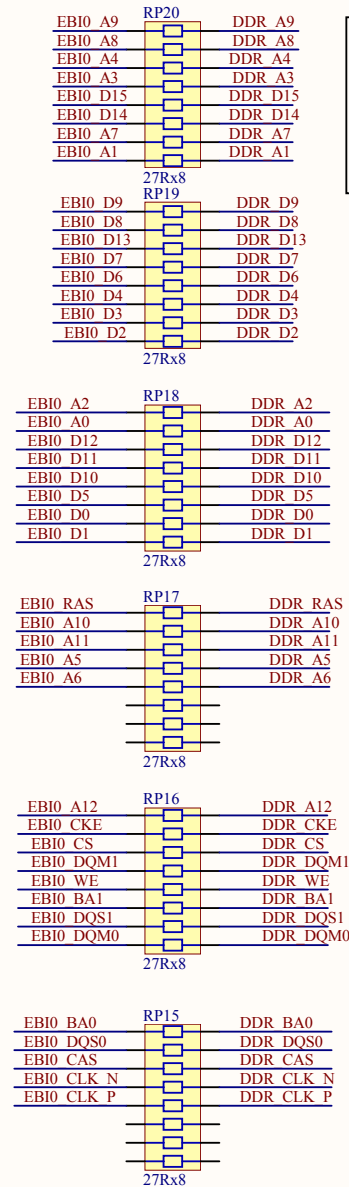 RP20
EBI0_A9 DDR_A9
EBI0_A8 DDR_A8
EBI0_A4 DDR_A4
EBI0_A3 DDR_A3
EBI0_D15 DDR_D15
EBI0_D14 DDR_D14
EBI0_A7 DDR_A7
EBI0_A1 DDR_A1
27Rx8
RP19
EBI0_D9 DDR_D9
EBI0_D8 DDR_D8
EBI0_D13 DDR_D13
EBI0_D7 DDR_D7
EBI0_D6 DDR_D6
EBI0_D4 DDR_D4
EBI0_D3 DDR_D3
EBI0_D2 DDR_D2
27Rx8
RP18
EBI0_A2 DDR_A2
EBI0_A0 DDR_A0
EBI0_D12 DDR_D12
EBI0_D11 DDR_D11
EBI0_D10 DDR_D10
EBI0_D5 DDR_D5
EBI0_D0 DDR_D0
EBI0_D1 DDR_D1
27Rx8
RP17
EBI0_RAS DDR_RAS
EBI0_A10 DDR_A10
EBI0_A11 DDR_A11
EBI0_A5 DDR_A5
EBI0_A6 DDR_A6
27Rx8
RP16
EBI0_A12 DDR_A12
EBI0_CKE DDR_CKE
EBI0_CS DDR_CS
EBI0_DQM1 DDR_DQM1
EBI0_WE DDR_WE
EBI0_BA1 DDR_BA1
EBI0_DQS1 DDR_DQS1
EBI0_DQM0 DDR_DQM0
27Rx8
RP15
EBI0_BA0 DDR_BA0
EBI0_DQS0 DDR_DQS0
EBI0_CAS DDR_CAS
EBI0_CLK_N DDR_CLK_N
EBI0_CLK_P DDR_CLK_P
27Rx8